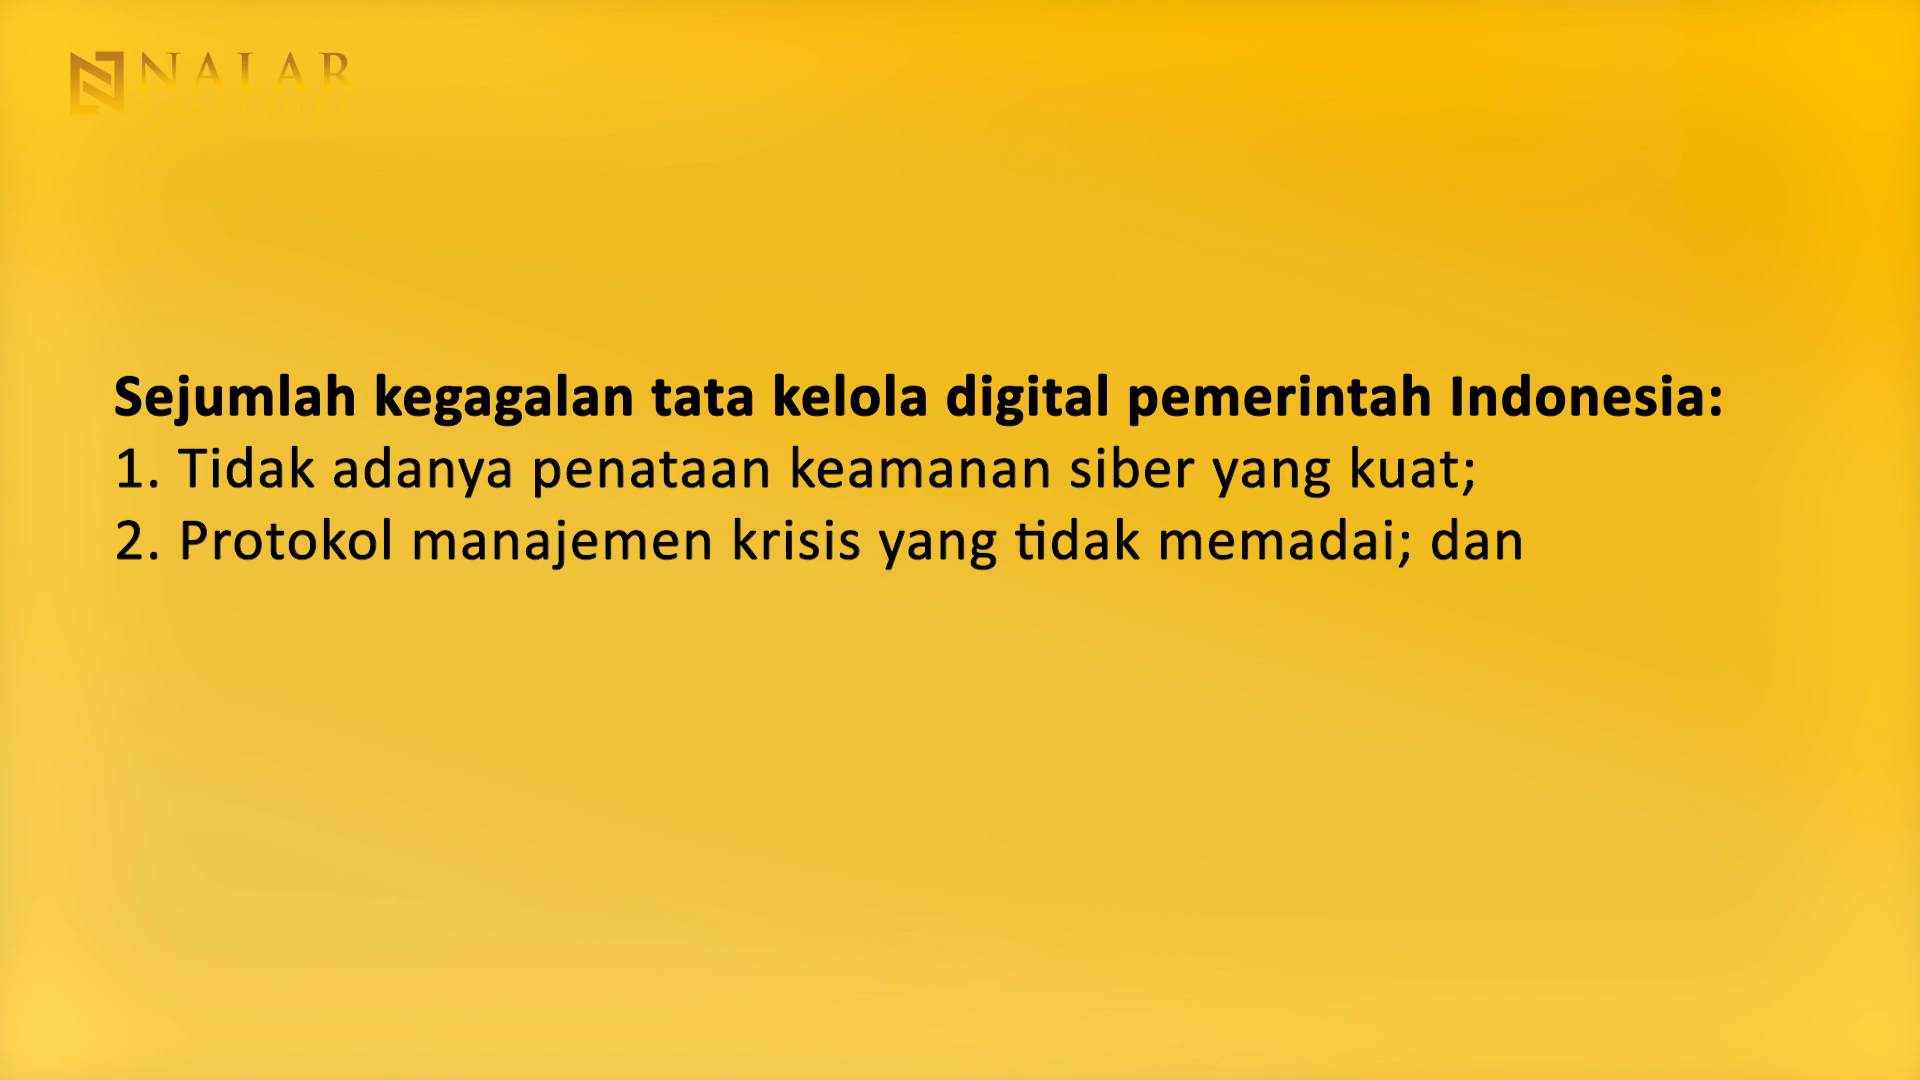 NALAR
Sejumlah kegagalan tata kelola digital pemerintah Indonesia:
1. Tidak adanya penataan keamanan siber yang kuat;
2. Protokol manajemen krisis yang tidak memadai; dan